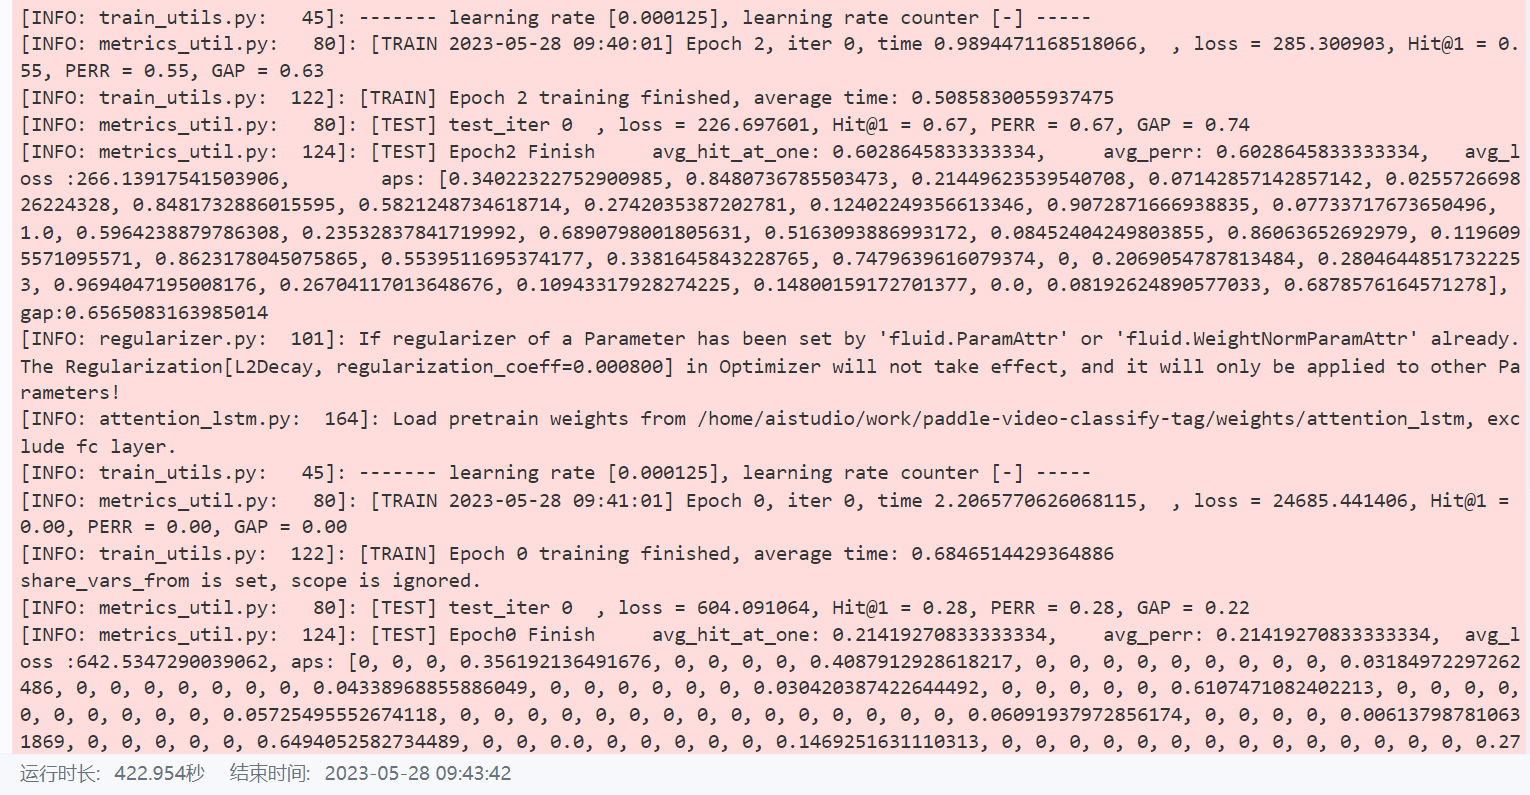 [INFO: train_utils.py:   45]: ------- learning rate [0.000125], learning rate counter [-] -----
[INFO: metrics_util.py:   80]: [TRAIN 2023-05-28 09:40:01] Epoch 2, iter 0, time 0.9894471168518066,  , loss = 285.300903, Hit@1 = 0.
55, PERR = 0.55, GAP = 0.63
[INFO: train_utils.py:  122]: [TRAIN] Epoch 2 training finished, average time: 0.5085830055937475
[INFO: metrics_util.py:   80]: [TEST] test_iter 0  , loss = 226.697601, Hit@1 = 0.67, PERR = 0.67, GAP = 0.74
[INFO: metrics_util.py:  124]: [TEST] Epoch2 Finish     avg_hit_at_one: 0.6028645833333334,     avg_perr: 0.6028645833333334,   avg_l
oss :266.13917541503906,        aps: [0.34022322752900985, 0.8480736785503473, 0.21449623539540708, 0.07142857142857142, 0.0255726698
26224328, 0.8481732886015595, 0.5821248734618714, 0.2742035387202781, 0.12402249356613346, 0.9072871666938835, 0.07733717673650496,
1.0, 0.5964238879786308, 0.23532837841719992, 0.6890798001805631, 0.5163093886993172, 0.08452404249803855, 0.86063652692979, 0.119609
5571095571, 0.8623178045075865, 0.5539511695374177, 0.3381645843228765, 0.7479639616079374, 0, 0.2069054787813484, 0.2804644851732225
3, 0.9694047195008176, 0.26704117013648676, 0.10943317928274225, 0.14800159172701377, 0.0, 0.08192624890577033, 0.6878576164571278],
gap:0.6565083163985014
[INFO: regularizer.py:  101]: If regularizer of a Parameter has been set by 'fluid.ParamAttr' or 'fluid.WeightNormParamAttr' already.
The Regularization[L2Decay, regularization_coeff=0.000800] in Optimizer will not take effect, and it will only be applied to other Pa
rameters!
[INFO: attention_lstm.py:  164]: Load pretrain weights from /home/aistudio/work/paddle-video-classify-tag/weights/attention_lstm, exc
lude fc layer.
[INFO: train_utils.py:   45]: ------- learning rate [0.000125], learning rate counter [-] -----
[INFO: metrics_util.py:   80]: [TRAIN 2023-05-28 09:41:01] Epoch 0, iter 0, time 2.2065770626068115,  , loss = 24685.441406, Hit@1 =
0.00, PERR = 0.00, GAP = 0.00
[INFO: train_utils.py:  122]: [TRAIN] Epoch 0 training finished, average time: 0.6846514429364886
share_vars_from is set, scope is ignored.
[INFO: metrics_util.py:   80]: [TEST] test_iter 0  , loss = 604.091064, Hit@1 = 0.28, PERR = 0.28, GAP = 0.22
[INFO: metrics_util.py:  124]: [TEST] Epoch0 Finish     avg_hit_at_one: 0.21419270833333334,    avg_perr: 0.21419270833333334,  avg_l
oss :642.5347290039062, aps: [0, 0, 0, 0.356192136491676, 0, 0, 0, 0, 0.4087912928618217, 0, 0, 0, 0, 0, 0, 0, 0, 0, 0.03184972297262
486, 0, 0, 0, 0, 0, 0, 0, 0.04338968855886049, 0, 0, 0, 0, 0, 0, 0.030420387422644492, 0, 0, 0, 0, 0, 0.6107471082402213, 0, 0, 0, 0,
0, 0, 0, 0, 0, 0, 0.05725495552674118, 0, 0, 0, 0, 0, 0, 0, 0, 0, 0, 0, 0, 0, 0, 0, 0.06091937972856174, 0, 0, 0, 0, 0.00613798781063
1869, 0, 0, 0, 0, 0, 0.6494052582734489, 0, 0, 0.0, 0, 0, 0, 0, 0, 0.1469251631110313, 0, 0, 0, 0, 0, 0, 0, 0, 0, 0, 0, 0, 0, 0, 0.27
运行时长: 422.954秒 结束时间: 2023-05-28 09:43:42